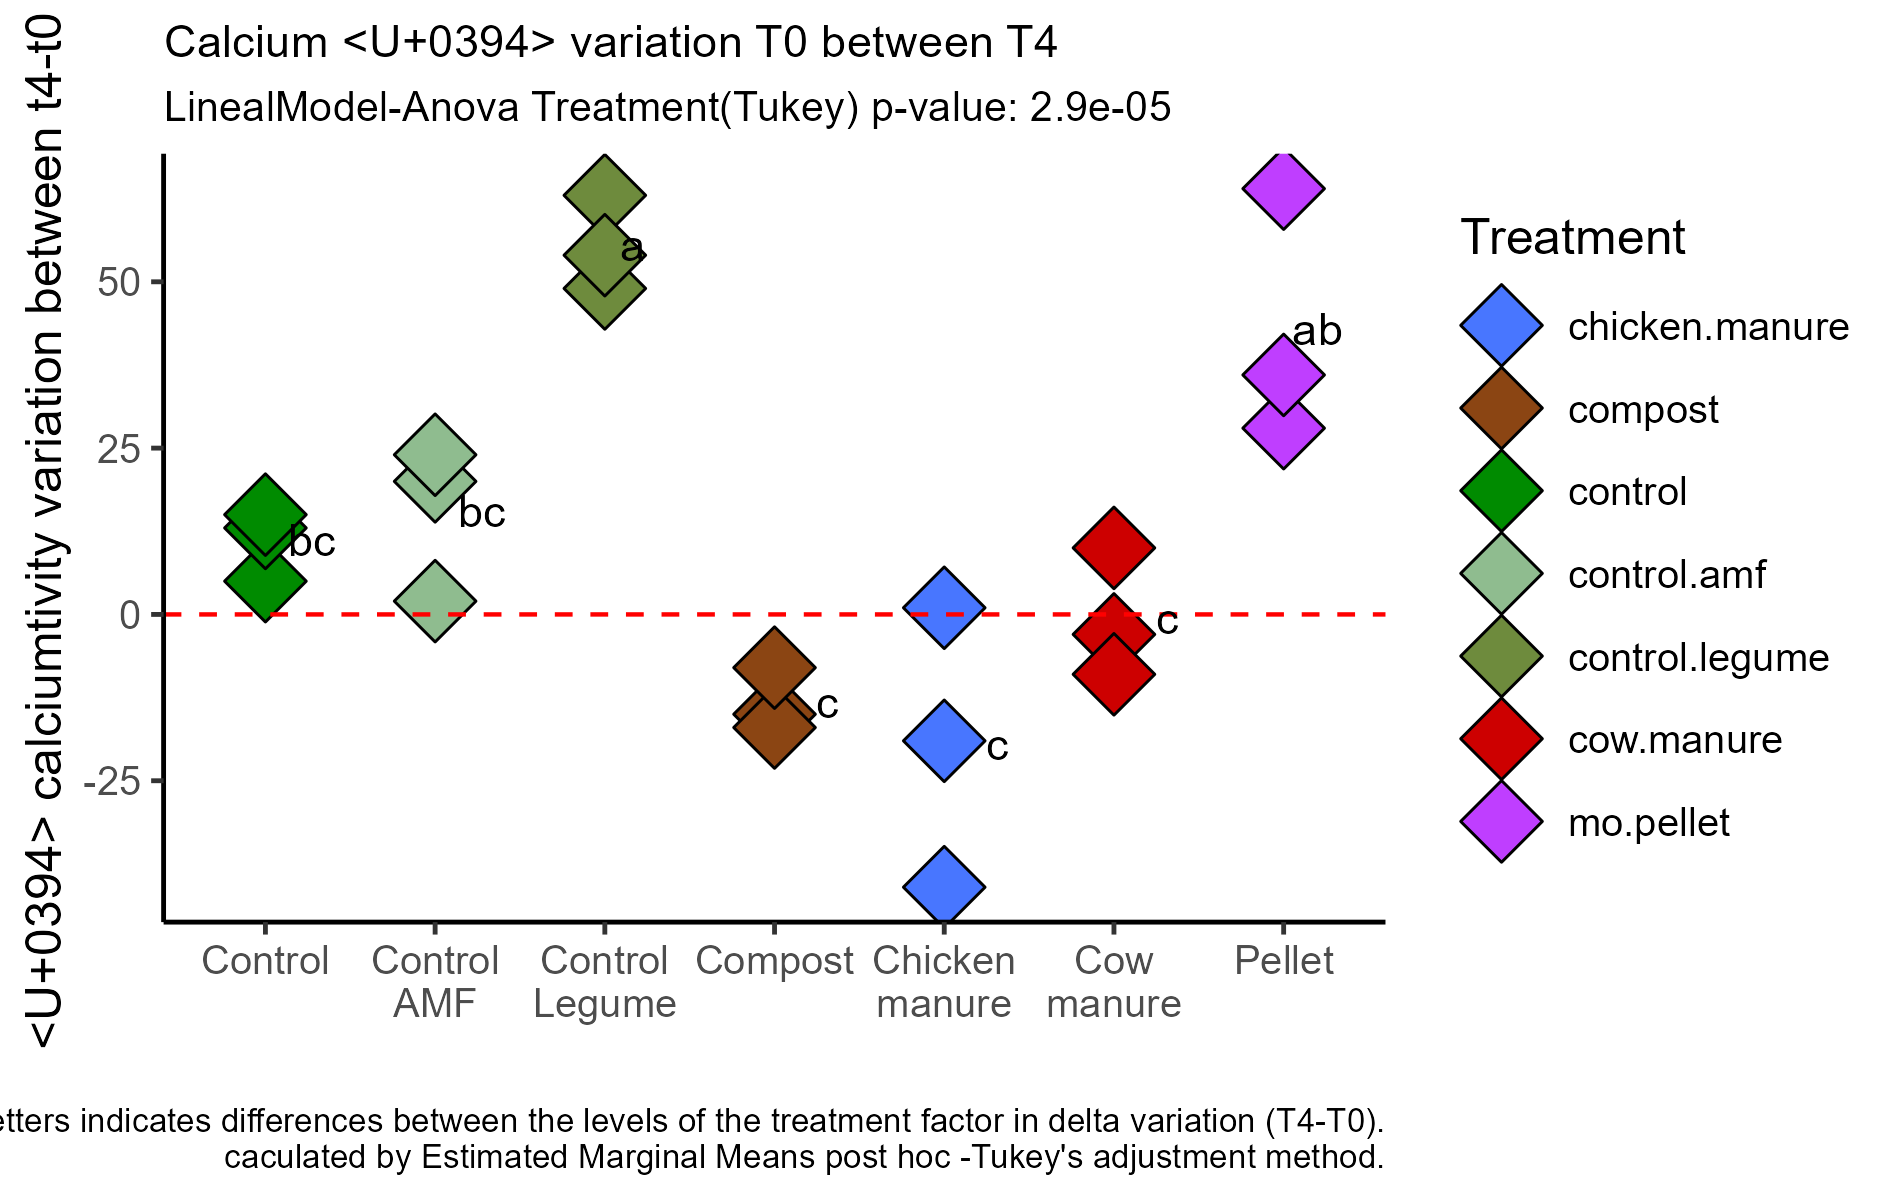 Calcium <U+0394> variation T0 between T4
LinealModel-Anova Treatment(Tukey) p-value: 2.9e-05
<U+0394> calciumtivity variation between t4-t0
50
25
0
-25
a
ab
bc
bc
c
c
c
Control
Control
AMF
Control
Legume
Compost
Chicken
manure
Cow
manure
Pellet
Treatment
chicken.manure
compost
control
control.amf
control.legume
cow.manure
mo.pellet
indicates differences between the levels of the treatment factor in delta variation (T4-T0).
caculated by Estimated Marginal Means post hoc -Tukey's adjustment method.